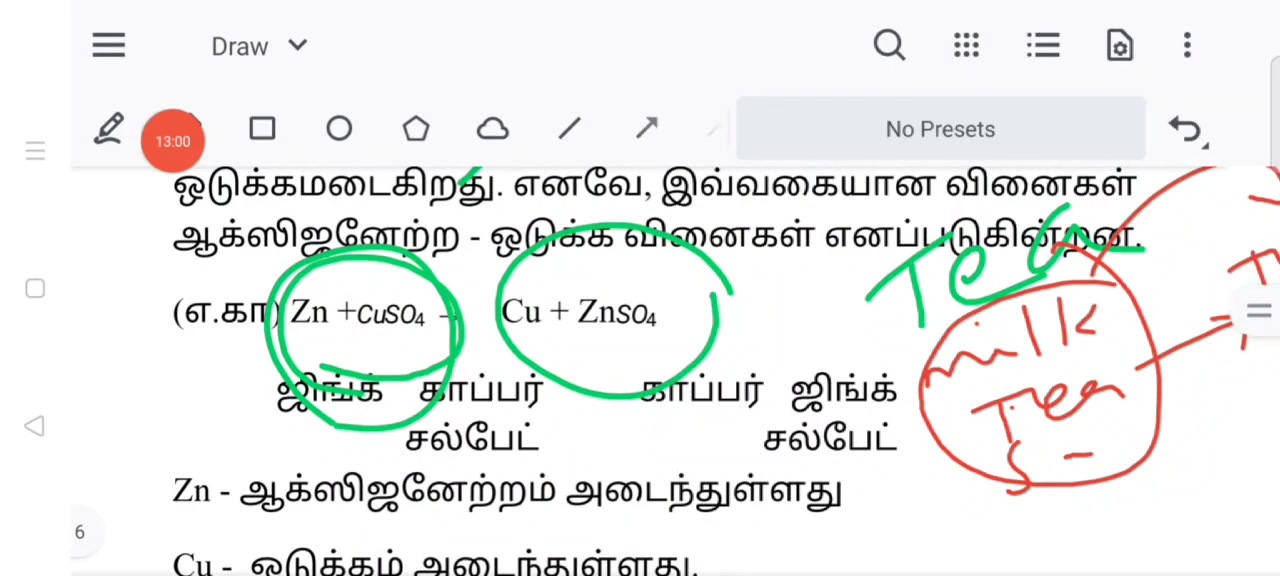 Draw
13:00
No Presets
ஒடுக்கமடைகிறது. எனவே, இவ்வகையான வினைகள்
ஆக்ஸிஜனேற்ற - ஒடுக்க வினைகள் எனப்படுகின்றன.
Tea
(எ.கா) Zn +CuSO₄ → Cu + ZnSO₄
milk
ஜிங்க் காப்பர் காப்பர் ஜிங்க்
Tea
சல்பேட் சல்பேட்
S -
Zn - ஆக்ஸிஜனேற்றம் அடைந்துள்ளது
6
Cu - ஒடுக்கம் அடைந்துள்ளது.